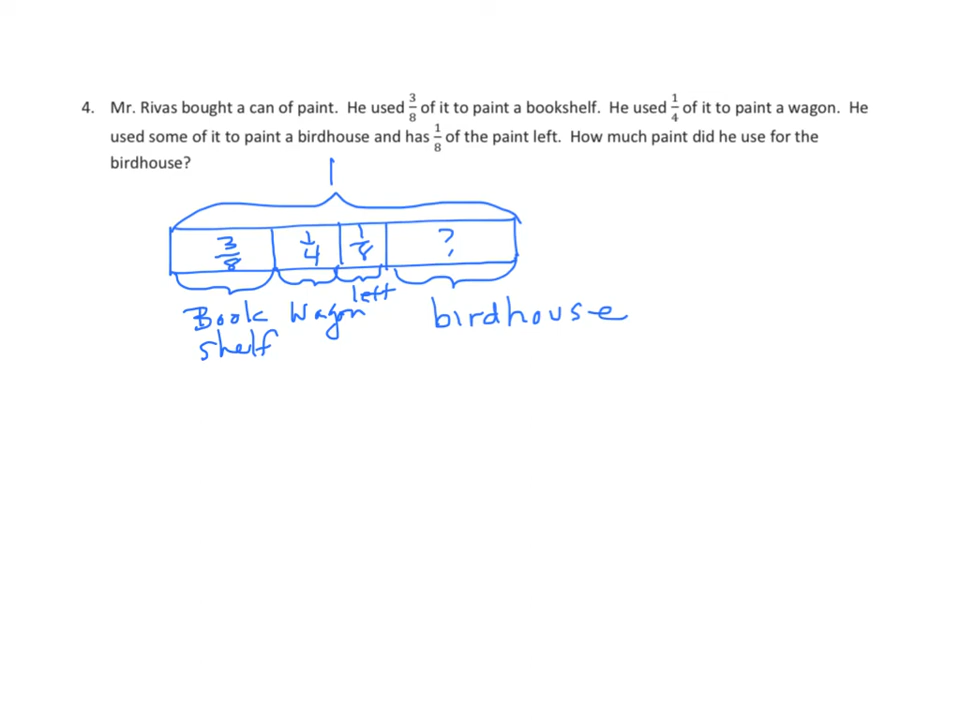 4. Mr. Rivas bought a can of paint. He used 3/8 of it to paint a bookshelf. He used 1/4 of it to paint a wagon. He
used some of it to paint a birdhouse and has 1/8 of the paint left. How much paint did he use for the
birdhouse?
1
3/8 1/4 1/8 ?
left
Book Wagon birdhouse
shelf